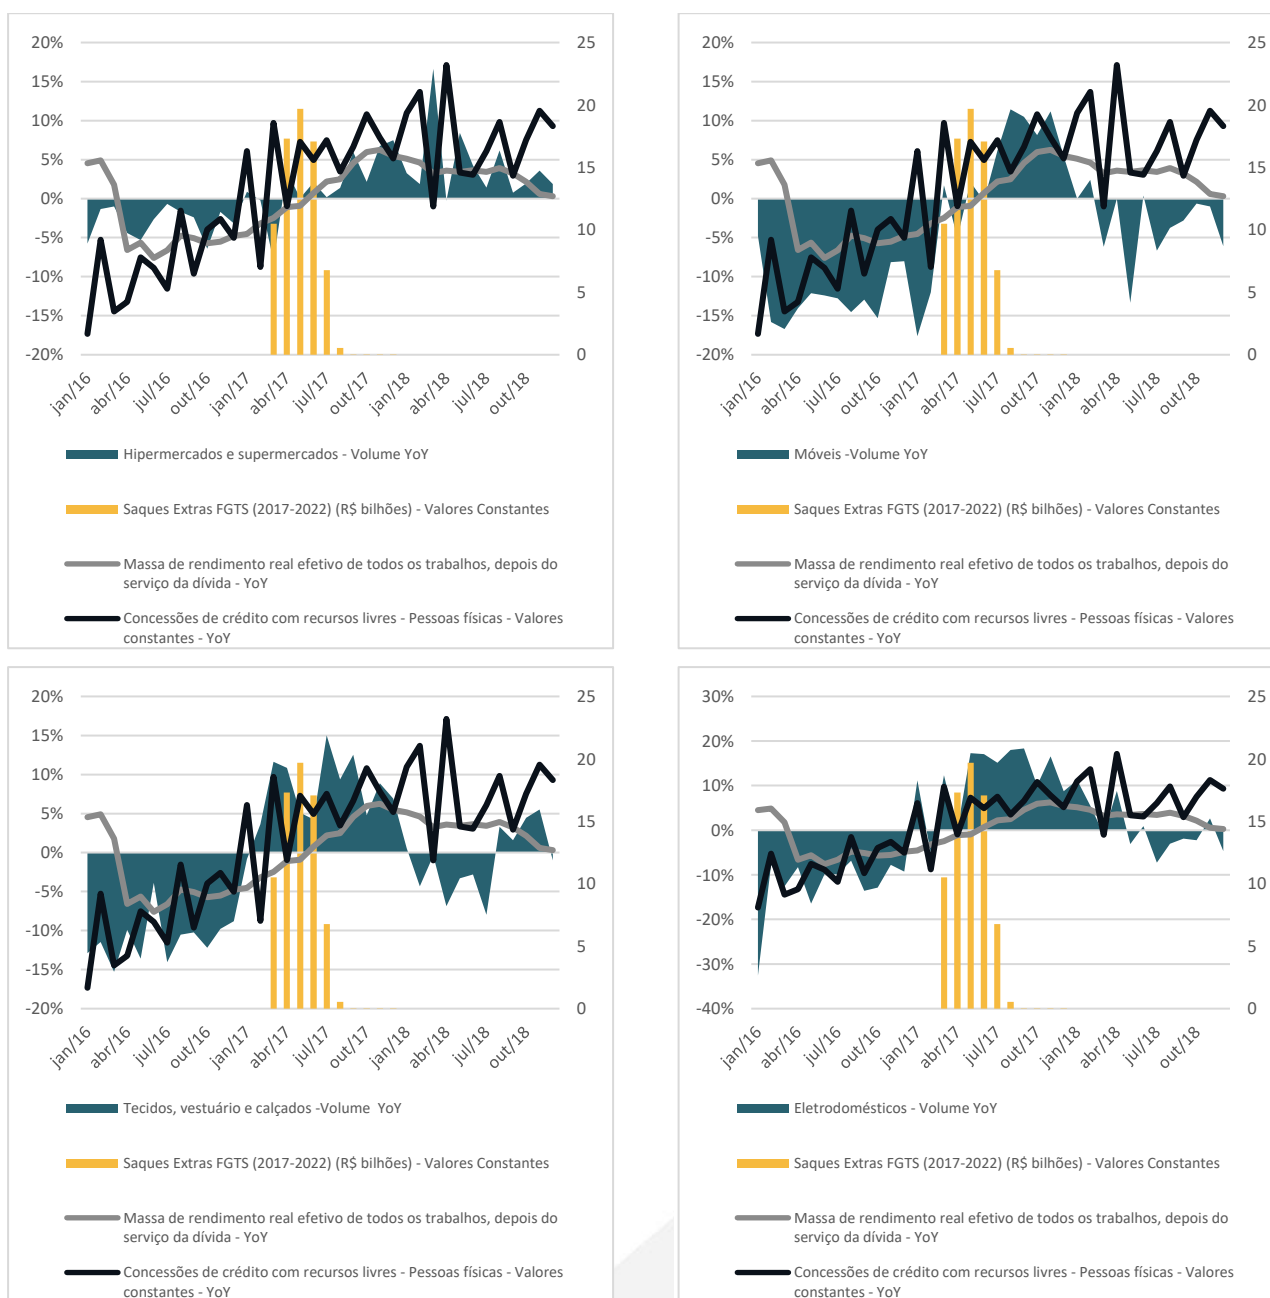 20%
15%
10%
5%
0%
-5%
-10%
-15%
-20%
25
20
15
10
5
0
jan/16
abr/16
jul/16
out/16
jan/17
abr/17
jul/17
out/17
jan/18
abr/18
jul/18
out/18
Hipermercados e supermercados - Volume YoY
Saques Extras FGTS (2017-2022) (R$ bilhões) - Valores Constantes
Massa de rendimento real efetivo de todos os trabalhos, depois do
serviço da dívida - YoY
Concessões de crédito com recursos livres - Pessoas físicas - Valores
constantes - YoY
20%
15%
10%
5%
0%
-5%
-10%
-15%
-20%
25
20
15
10
5
0
jan/16
abr/16
jul/16
out/16
jan/17
abr/17
jul/17
out/17
jan/18
abr/18
jul/18
out/18
Móveis -Volume YoY
Saques Extras FGTS (2017-2022) (R$ bilhões) - Valores Constantes
Massa de rendimento real efetivo de todos os trabalhos, depois do
serviço da dívida - YoY
Concessões de crédito com recursos livres - Pessoas físicas - Valores
constantes - YoY
20%
15%
10%
5%
0%
-5%
-10%
-15%
-20%
25
20
15
10
5
0
jan/16
abr/16
jul/16
out/16
jan/17
abr/17
jul/17
out/17
jan/18
abr/18
jul/18
out/18
Tecidos, vestuário e calçados -Volume  YoY
Saques Extras FGTS (2017-2022) (R$ bilhões) - Valores Constantes
Massa de rendimento real efetivo de todos os trabalhos, depois do
serviço da dívida - YoY
Concessões de crédito com recursos livres - Pessoas físicas - Valores
constantes - YoY
30%
20%
10%
0%
-10%
-20%
-30%
-40%
25
20
15
10
5
0
jan/16
abr/16
jul/16
out/16
jan/17
abr/17
jul/17
out/17
jan/18
abr/18
jul/18
out/18
Eletrodomésticos - Volume YoY
Saques Extras FGTS (2017-2022) (R$ bilhões) - Valores Constantes
Massa de rendimento real efetivo de todos os trabalhos, depois do
serviço da dívida - YoY
Concessões de crédito com recursos livres - Pessoas físicas - Valores
constantes - YoY